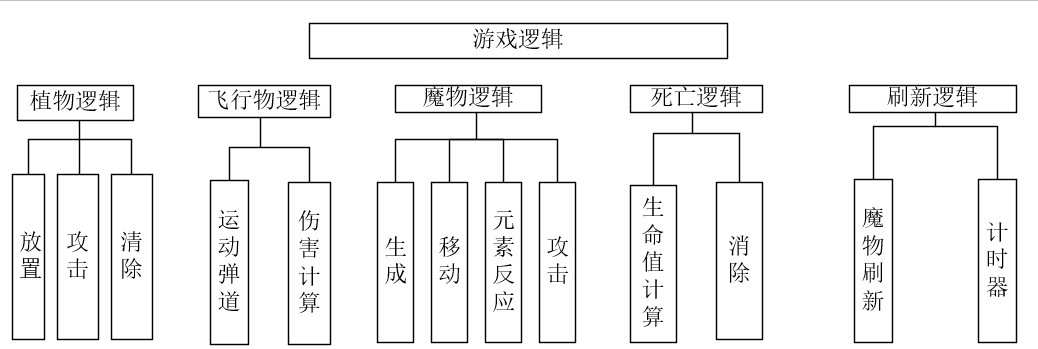 游戏逻辑
植物逻辑
飞行物逻辑
魔物逻辑
死亡逻辑
刷新逻辑
放置
攻击
清除
运动弹道
伤害计算
生成
移动
元素反应
攻击
生命值计算
消除
魔物刷新
计时器